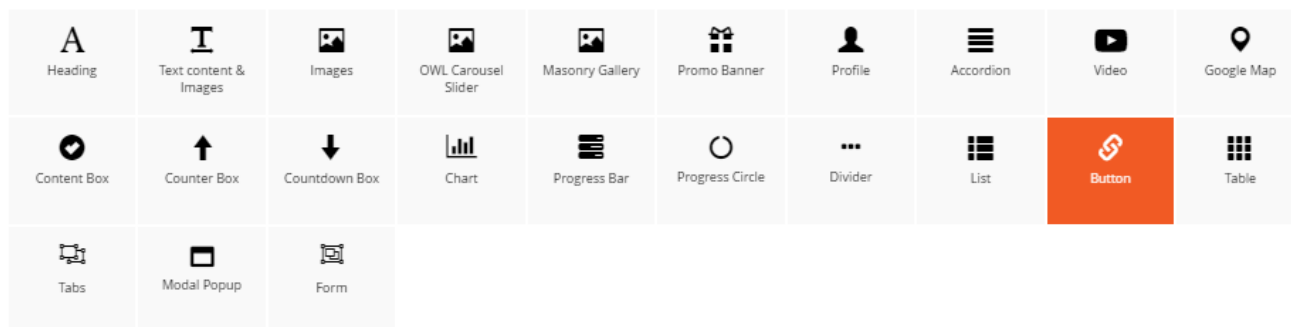 Heading
Text content &
Images
Images
OWL Carousel
Slider
Masonry Gallery
Promo Banner
Profile
Accordion
Video
Google Map
Content Box
Counter Box
Countdown Box
Chart
Progress Bar
Progress Circle
Divider
List
Button
Table
Tabs
Modal Popup
Form